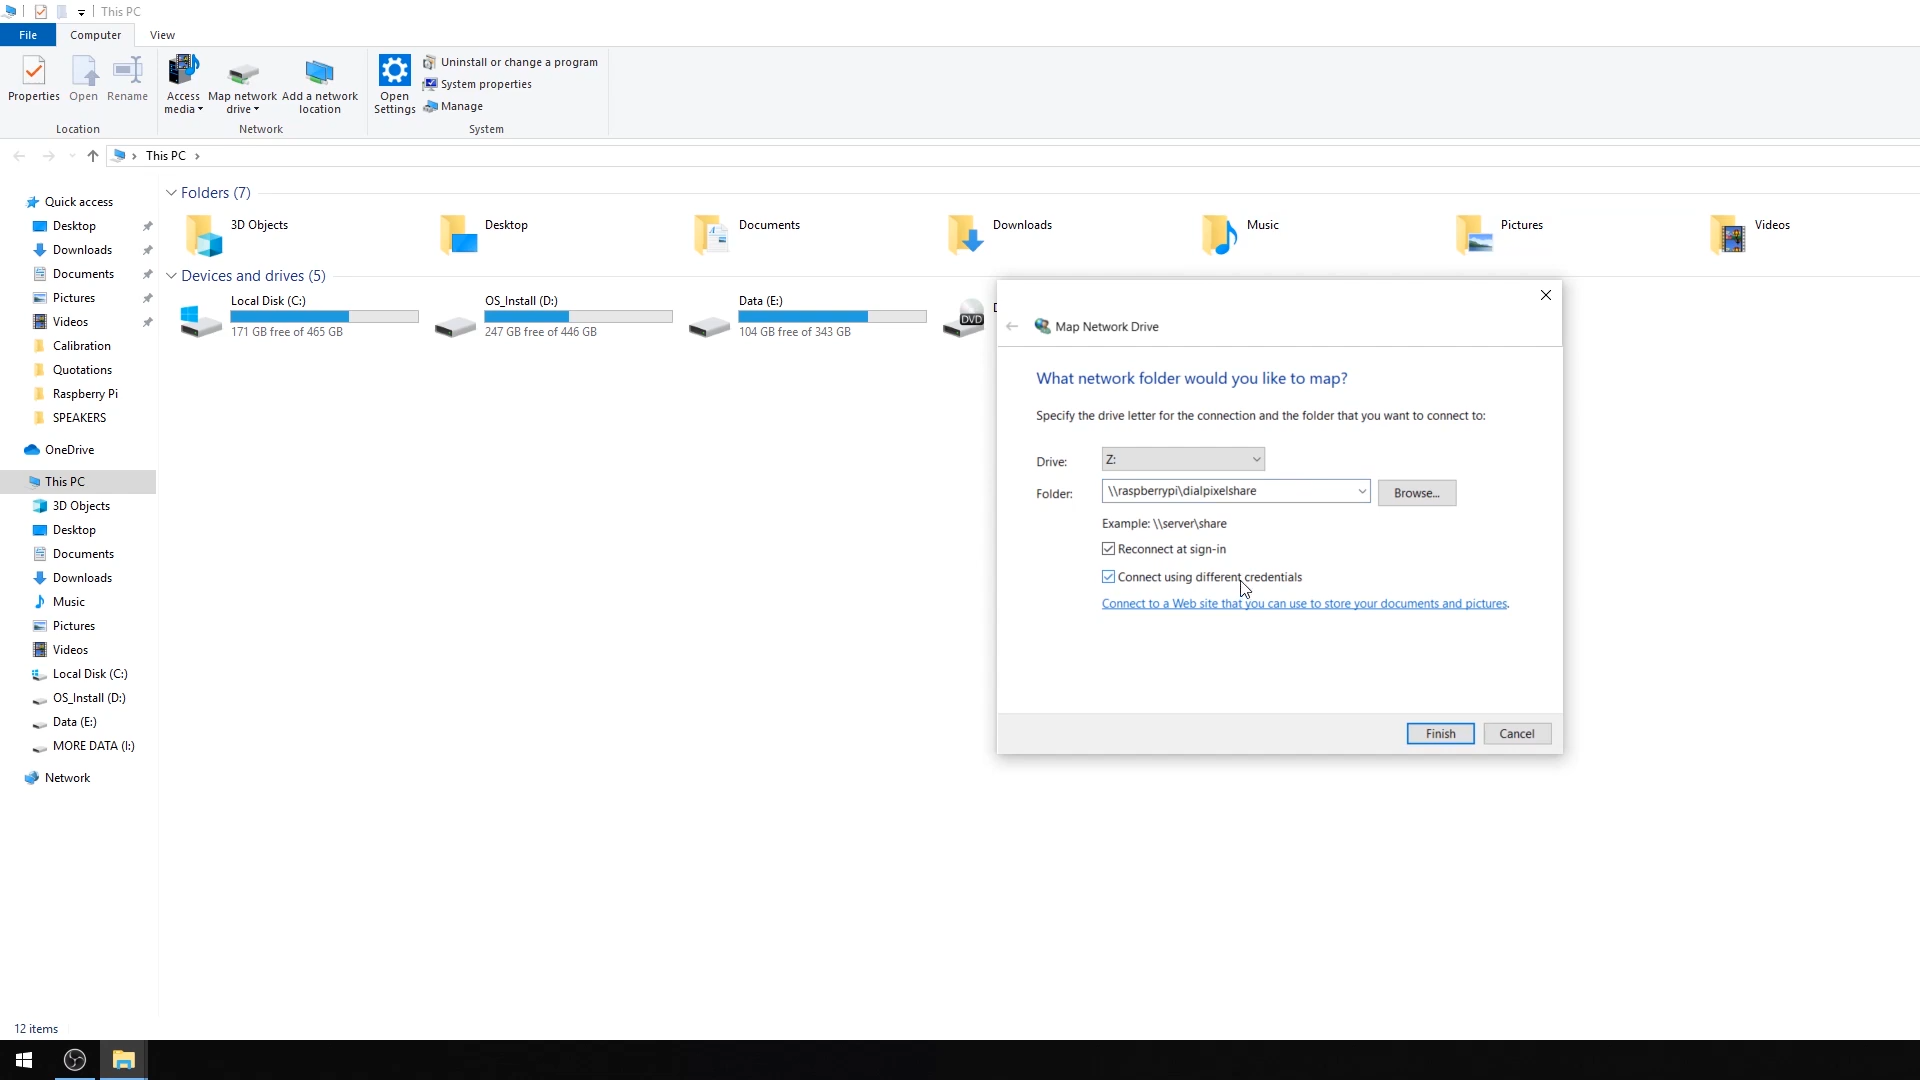 This PC
File
Computer
View
Properties
Open
Rename
Access
media
Map network
drive
Add a network
location
Open
Settings
Uninstall or change a program
System properties
Manage
Location
Network
System
This PC
Quick access
Desktop
Downloads
Documents
Pictures
Videos
Calibration
Quotations
Raspberry Pi
SPEAKERS
OneDrive
This PC
3D Objects
Desktop
Documents
Downloads
Music
Pictures
Videos
Local Disk (C:)
OS_Install (D:)
Data (E:)
MORE DATA (I:)
Network
Folders (7)
3D Objects
Desktop
Documents
Downloads
Music
Pictures
Videos
Devices and drives (5)
Local Disk (C:)
171 GB free of 465 GB
OS_Install (D:)
247 GB free of 446 GB
Data (E:)
104 GB free of 343 GB
DVD
Map Network Drive
What network folder would you like to map?
Specify the drive letter for the connection and the folder that you want to connect to:
Drive: Z:
Folder: \\raspberrypi\dialpixelshare Browse...
Example: \\server\share
Reconnect at sign-in
Connect using different credentials
Connect to a Web site that you can use to store your documents and pictures.
Finish
Cancel
12 items